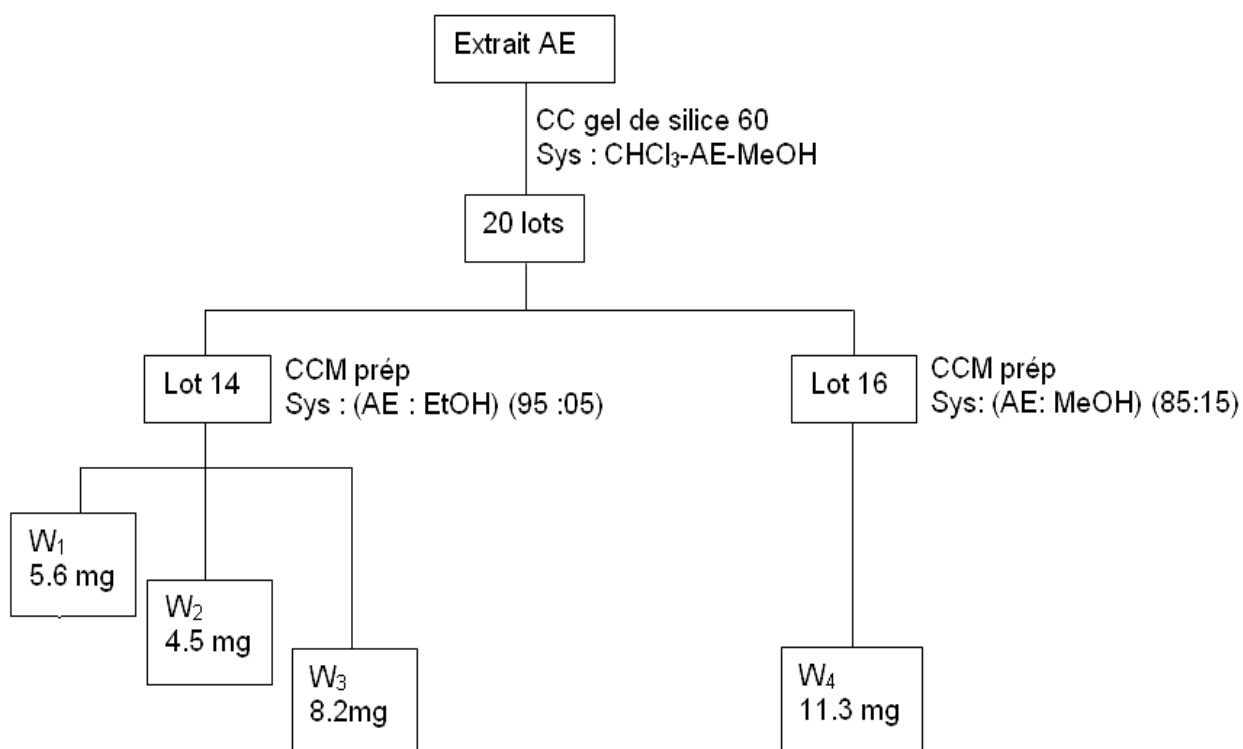 Extrait AE
CC gel de silice 60
Sys : CHCl₃-AE-MeOH
20 lots
Lot 14
CCM prép
Sys : (AE : EtOH) (95 :05)
Lot 16
CCM prép
Sys: (AE: MeOH) (85:15)
W₁
5.6 mg
W₂
4.5 mg
W₃
8.2mg
W₄
11.3 mg